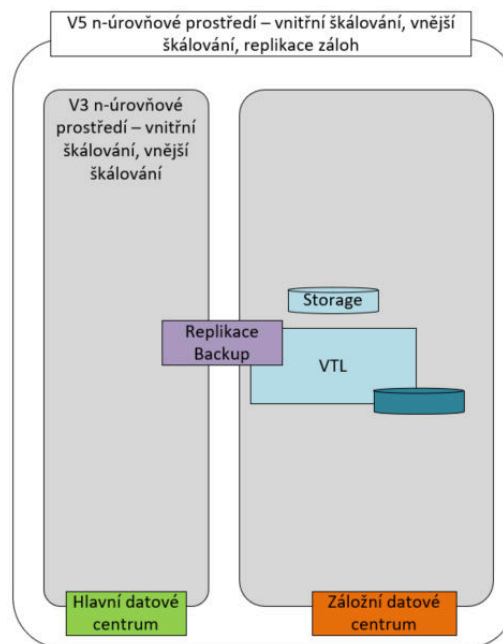 V5 n-úrovňové prostředí – vnitřní škálování, vnější
škálování, replikace záloh
V3 n-úrovňové
prostředí – vnitřní
škálování, vnější
škálování
Storage
Replikace
Backup
VTL
Hlavní datové
centrum
Záložní datové
centrum